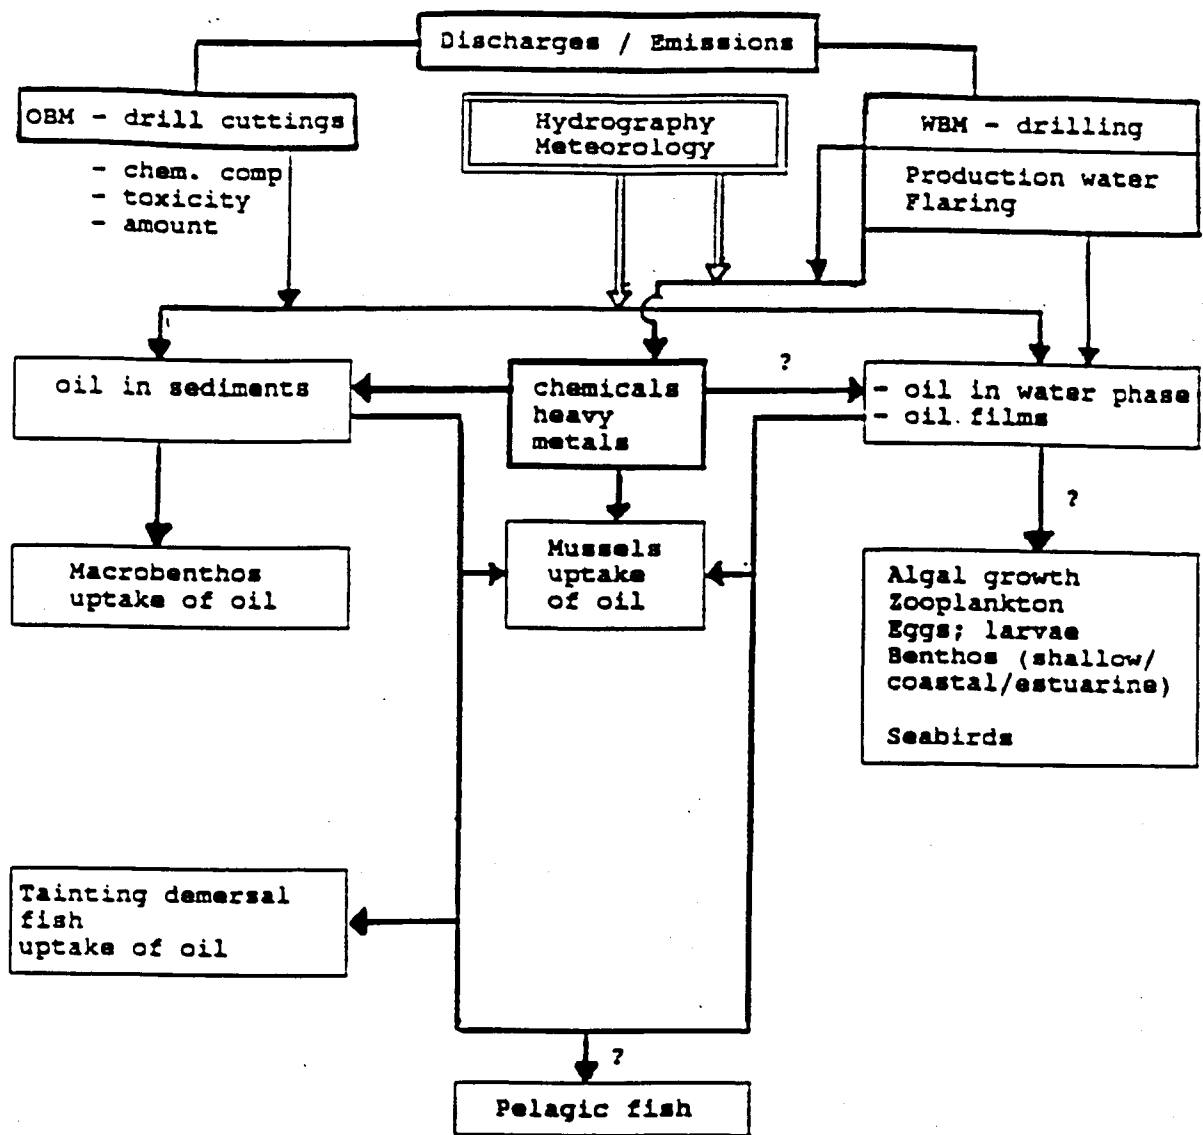 Discharges / Emissions
OBM - drill cuttings
- chem. comp
- toxicity
- amount
Hydrography
Meteorology
WBM - drilling
Production water
Flaring
oil in sediments
chemicals
heavy
metals
?
- oil in water phase
- oil films
?
Macrobenthos
uptake of oil
Mussels
uptake
of oil
Algal growth
Zooplankton
Eggs; larvae
Benthos (shallow/
coastal/estuarine)
Seabirds
Tainting demersal
fish
uptake of oil
?
Pelagic fish